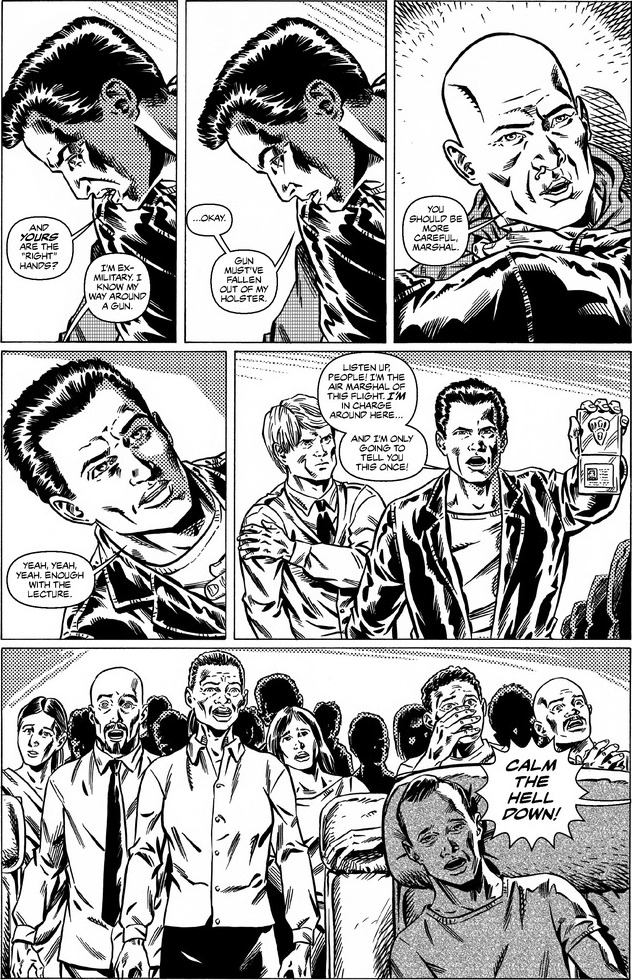 AND
YOURS
ARE THE
"RIGHT"
HANDS?
I'M EX-
MILITARY. I
KNOW MY
WAY AROUND
A GUN.
...OKAY.
GUN
MUST'VE
FALLEN
OUT OF MY
HOLSTER.
YOU
SHOULD BE
MORE
CAREFUL,
MARSHAL.
YEAH, YEAH,
YEAH. ENOUGH
WITH THE
LECTURE.
LISTEN UP,
PEOPLE! I'M THE
AIR MARSHAL OF
THIS FLIGHT. I'M
IN CHARGE
AROUND HERE...
AND I'M ONLY
GOING TO
TELL YOU
THIS ONCE!
CALM
THE
HELL
DOWN!